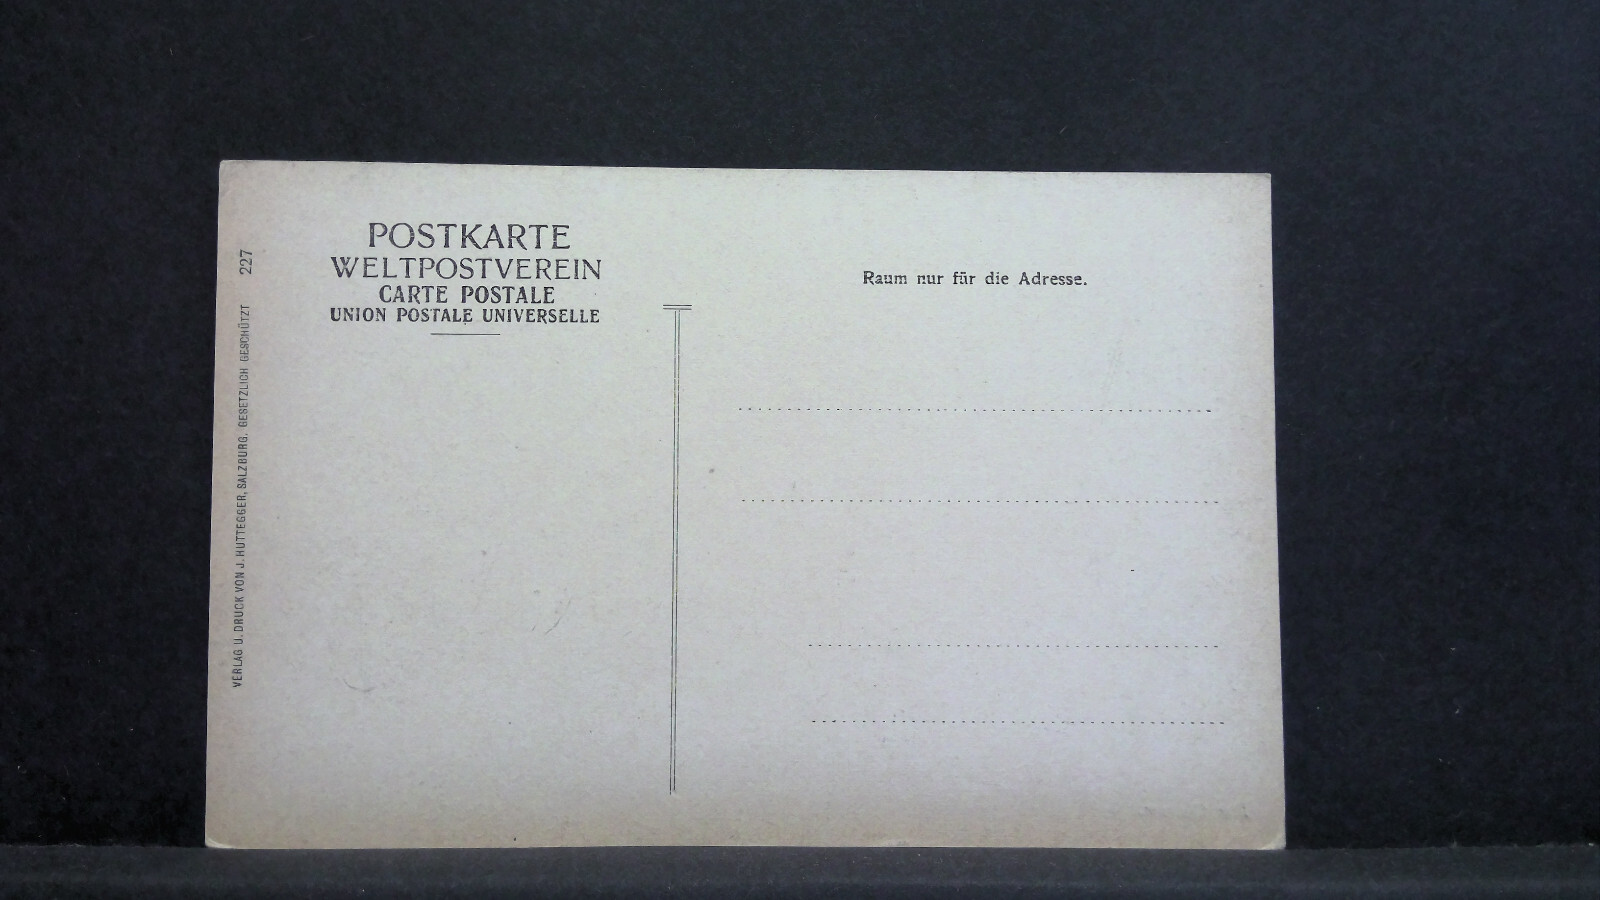 POSTKARTE
WELTPOSTVEREIN
CARTE POSTALE
UNION POSTALE UNIVERSELLE
Raum nur für die Adresse.
VERLAG U. DRUCK VON J. HUTTEGGER, SALZBURG. GESETZLICH GESCHÜTZT 227